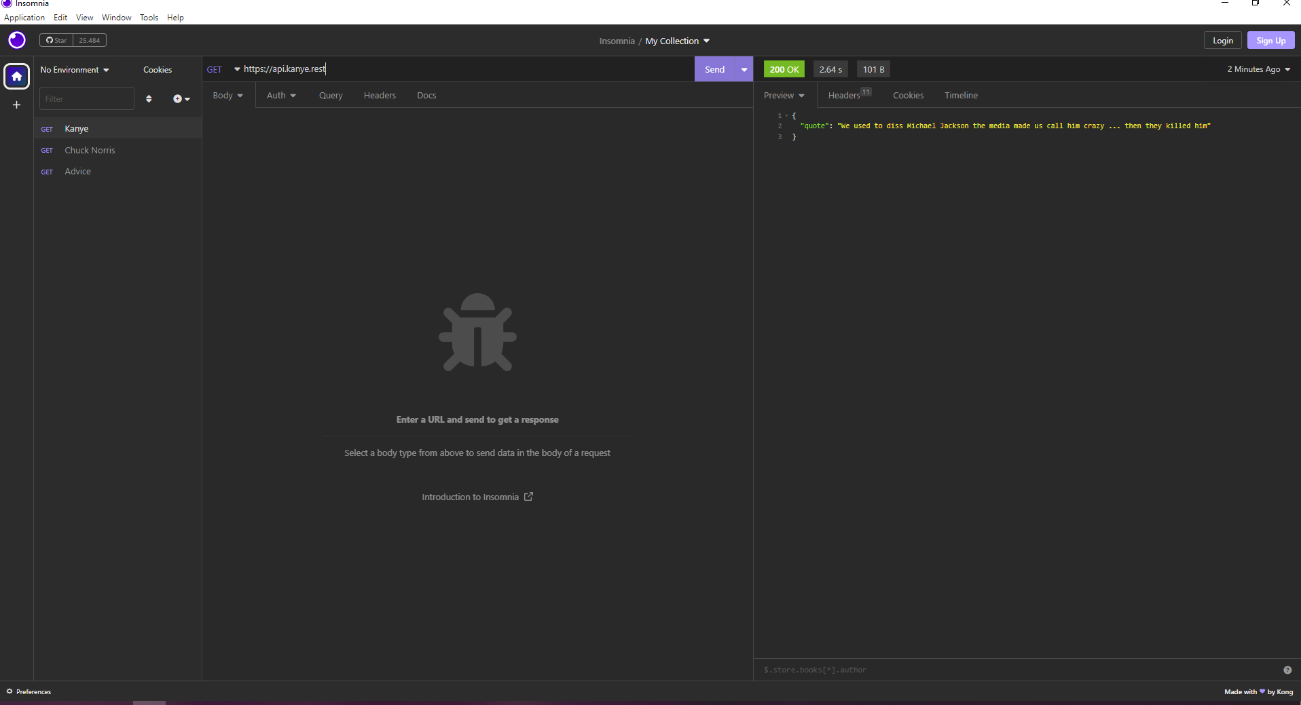 Insomnia
Application Edit View Window Tools Help
Star 25,484
Insomnia / My Collection
Login Sign Up
No Environment Cookies
GET https://api.kanye.rest Send
200 OK 2.64 s 101 B 2 Minutes Ago
Filter
Body Auth Query Headers Docs
Preview Headers 11 Cookies Timeline
GET Kanye
GET Chuck Norris
GET Advice
1 {
2 "quote": "We used to diss Michael Jackson the media made us call him crazy ... then they killed him"
3 }
Enter a URL and send to get a response
Select a body type from above to send data in the body of a request
Introduction to Insomnia
$.store.books[*].author
Preferences
Made with ♥ by Kong